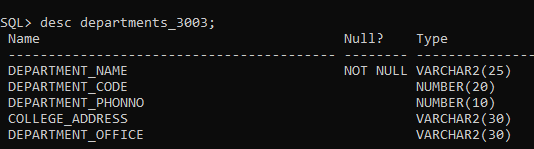 SQL> desc departments_3003;
Name Null? Type
----------------------------------------- -------- ----------------
DEPARTMENT_NAME NOT NULL VARCHAR2(25)
DEPARTMENT_CODE NUMBER(20)
DEPARTMENT_PHONNO NUMBER(10)
COLLEGE_ADDRESS VARCHAR2(30)
DEPARTMENT_OFFICE VARCHAR2(30)